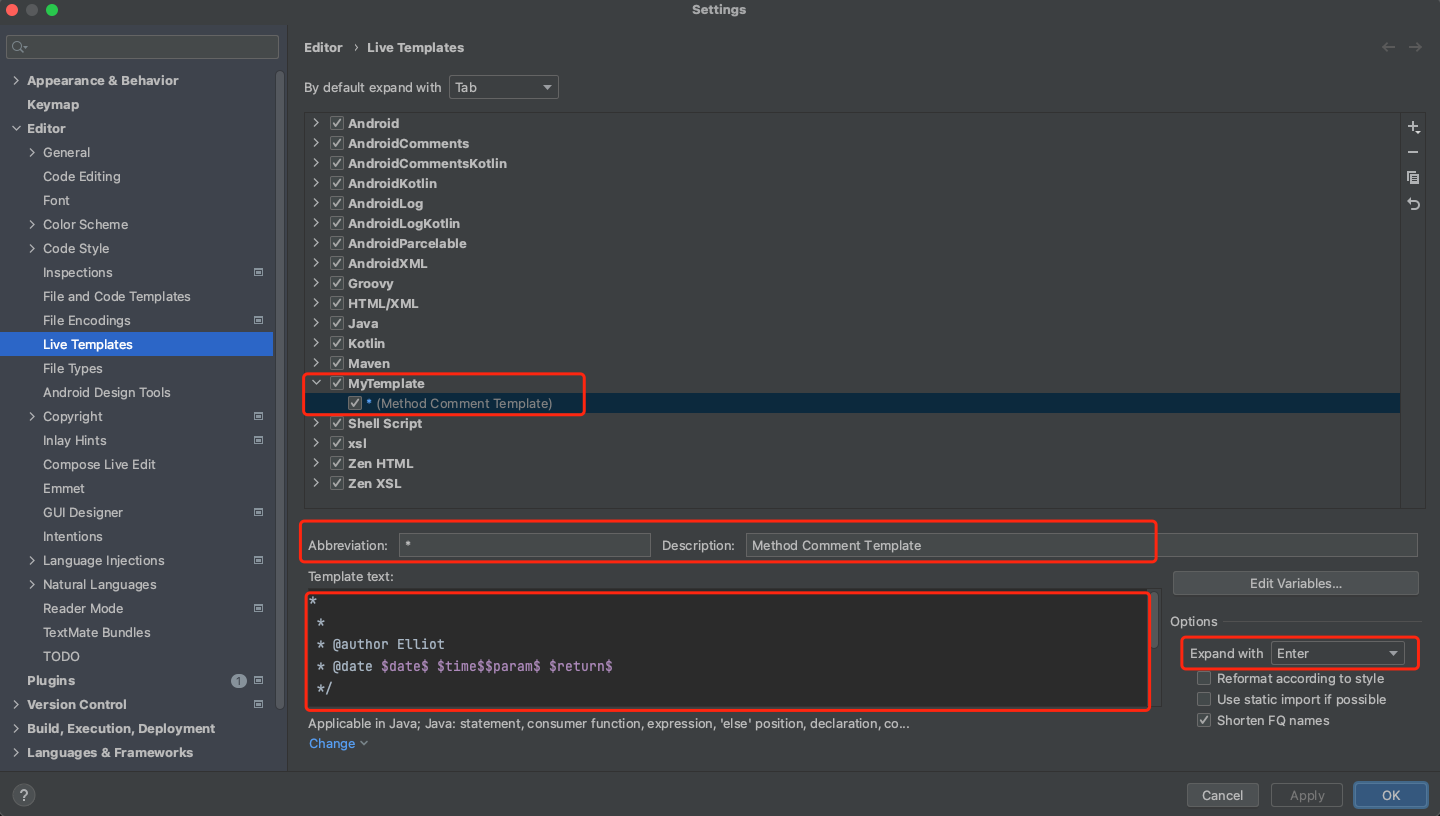 Settings
Appearance & Behavior
Keymap
Editor
General
Code Editing
Font
Color Scheme
Code Style
Inspections
File and Code Templates
File Encodings
Live Templates
File Types
Android Design Tools
Copyright
Inlay Hints
Compose Live Edit
Emmet
GUI Designer
Intentions
Language Injections
Natural Languages
Reader Mode
TextMate Bundles
TODO
Plugins 1
Version Control
Build, Execution, Deployment
Languages & Frameworks
?
Editor › Live Templates
By default expand with Tab
Android
AndroidComments
AndroidCommentsKotlin
AndroidKotlin
AndroidLog
AndroidLogKotlin
AndroidParcelable
AndroidXML
Groovy
HTML/XML
Java
Kotlin
Maven
MyTemplate
* (Method Comment Template)
Shell Script
xsl
Zen HTML
Zen XSL
Abbreviation: * Description: Method Comment Template
Template text:
*
*
* @author Elliot
* @date $date$ $time$$param$ $return$
*/
Applicable in Java; Java: statement, consumer function, expression, 'else' position, declaration, co...
Change
Edit Variables...
Options
Expand with Enter
Reformat according to style
Use static import if possible
Shorten FQ names
Cancel Apply OK